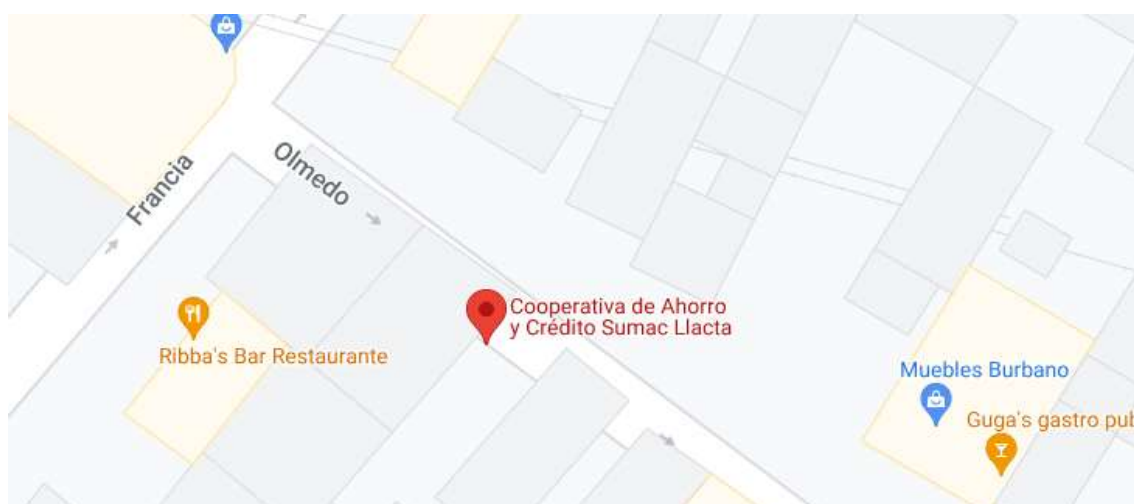 Francia
Olmedo
Cooperativa de Ahorro
y Crédito Sumac Llacta
Ribba's Bar Restaurante
Muebles Burbano
Guga's gastro pub